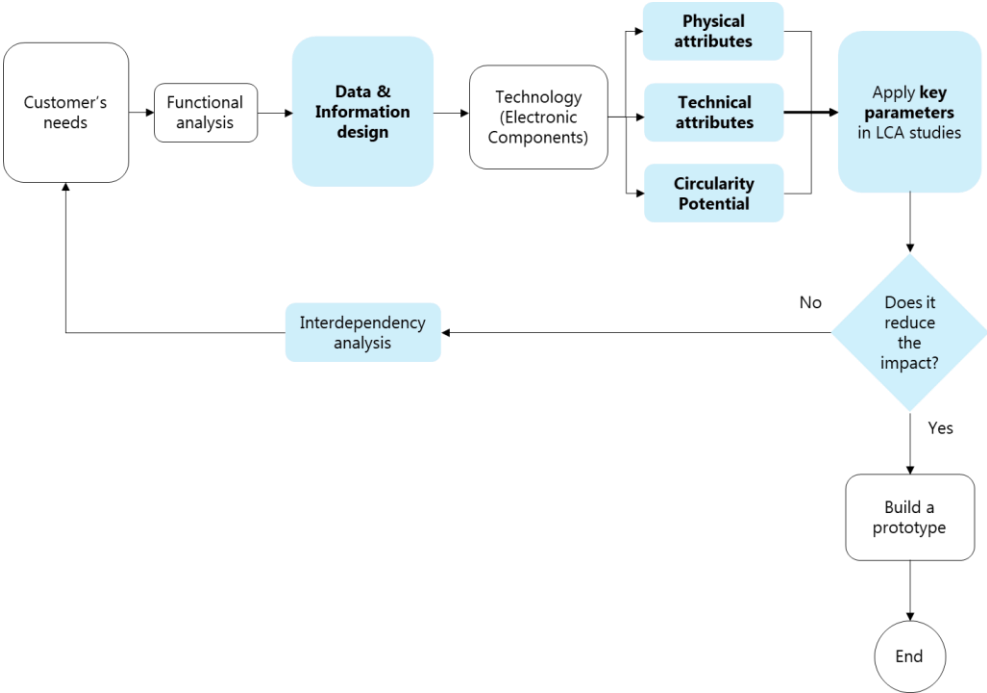 Customer´s
needs
Functional
analysis
Data &
Information
design
Technology
(Electronic
Components)
Physical
attributes
Technical
attributes
Circularity
Potential
Apply key
parameters
in LCA studies
Does it
reduce
the
impact?
No
Interdependency
analysis
Yes
Build a
prototype
End